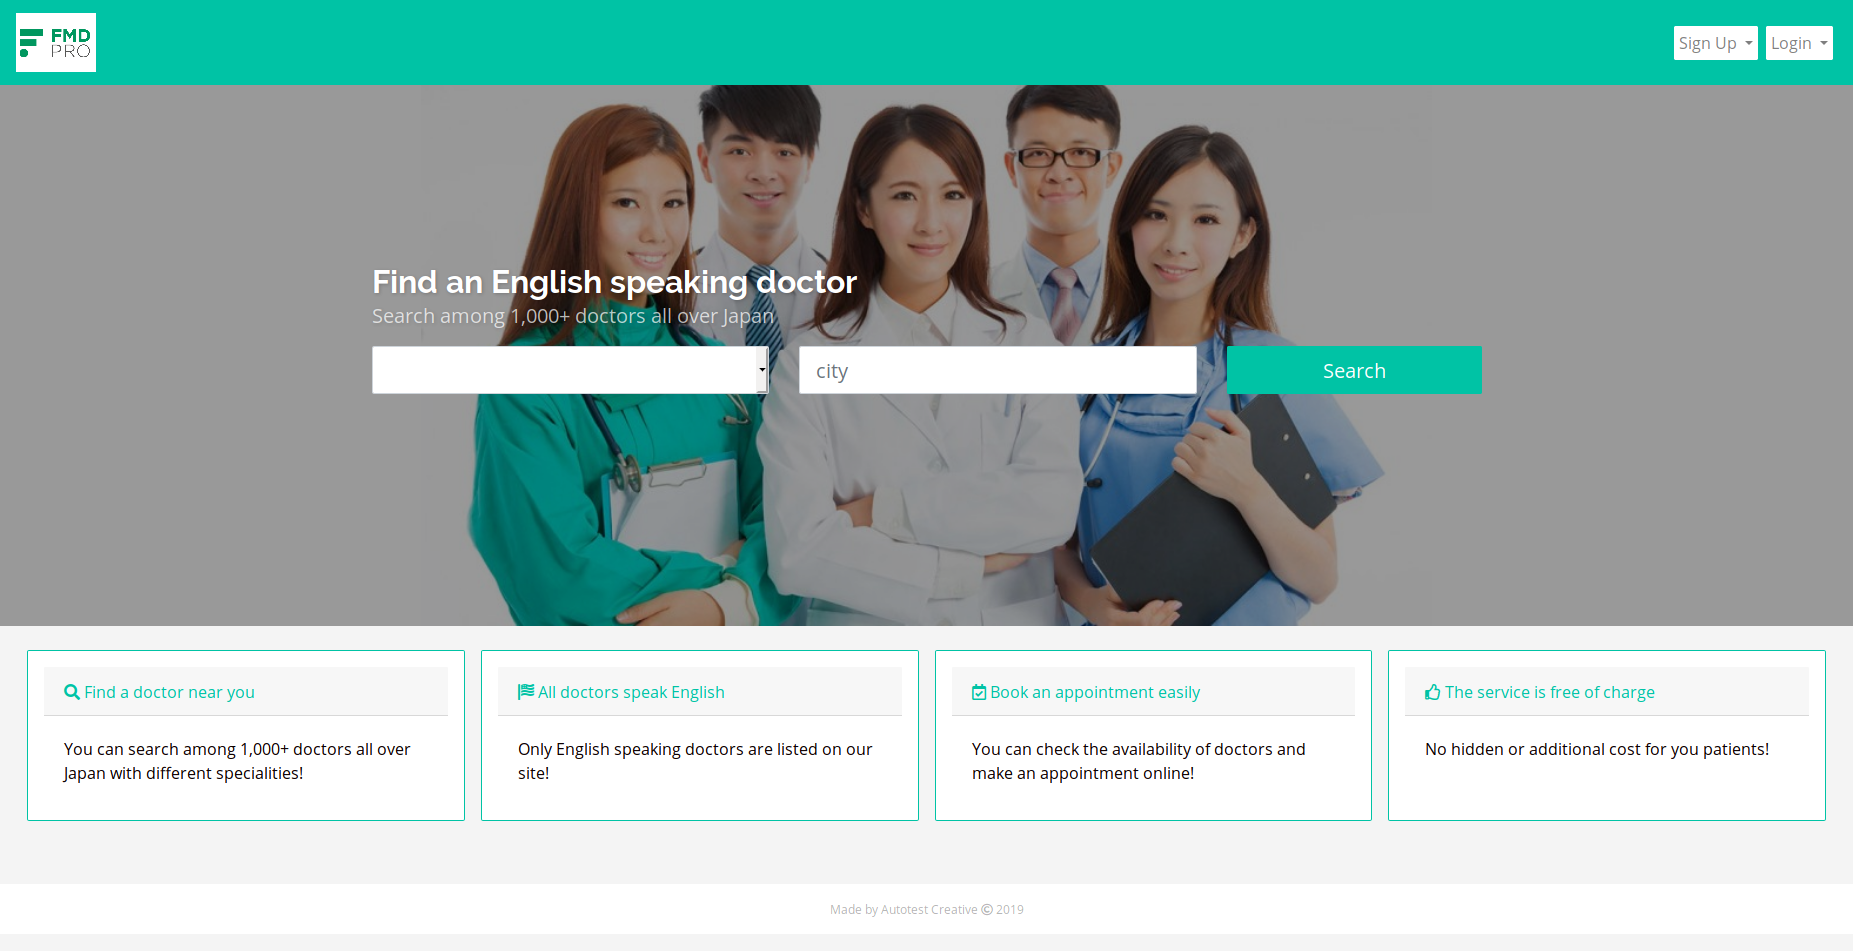 FMD
PRO
Sign Up
Login
Find an English speaking doctor
Search among 1,000+ doctors all over Japan
city
Search
Find a doctor near you
You can search among 1,000+ doctors all over
Japan with different specialities!
All doctors speak English
Only English speaking doctors are listed on our
site!
Book an appointment easily
You can check the availability of doctors and
make an appointment online!
The service is free of charge
No hidden or additional cost for you patients!
Made by Autotest Creative © 2019